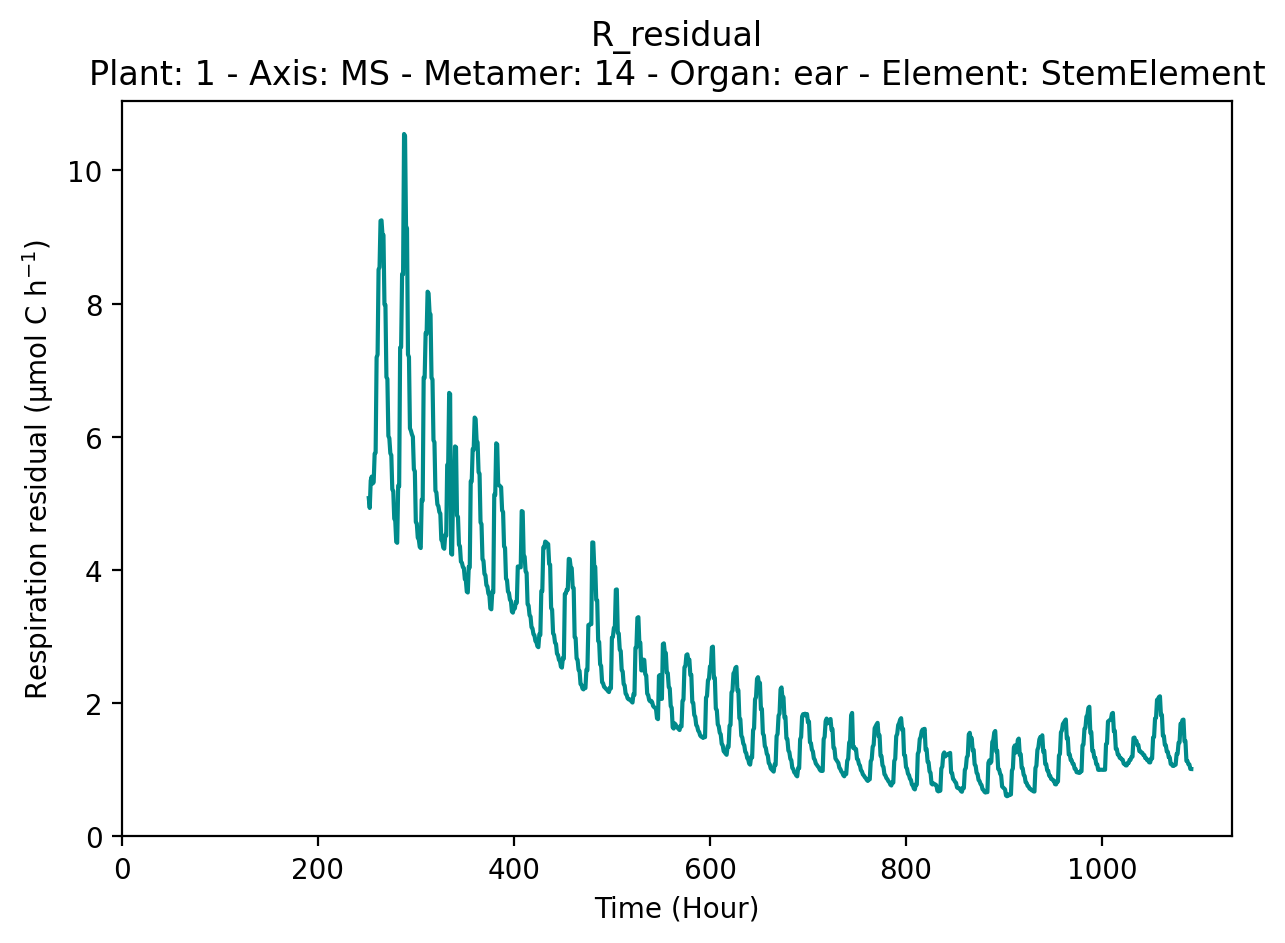 R_residual
Plant: 1 - Axis: MS - Metamer: 14 - Organ: ear - Element: StemElement
Respiration residual (µmol C h⁻¹)
10
8
6
4
2
0
0 200 400 600 800 1000
Time (Hour)